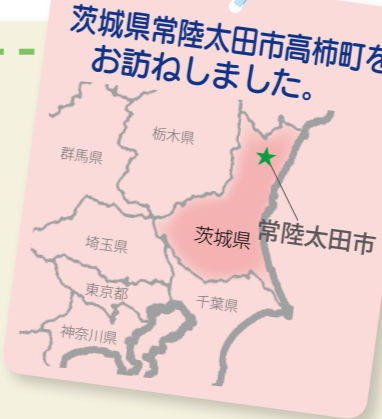 茨城県常陸太田市高柿町を
お訪ねしました。
栃木県
群馬県
茨城県
常陸太田市
埼玉県
東京都
千葉県
神奈川県